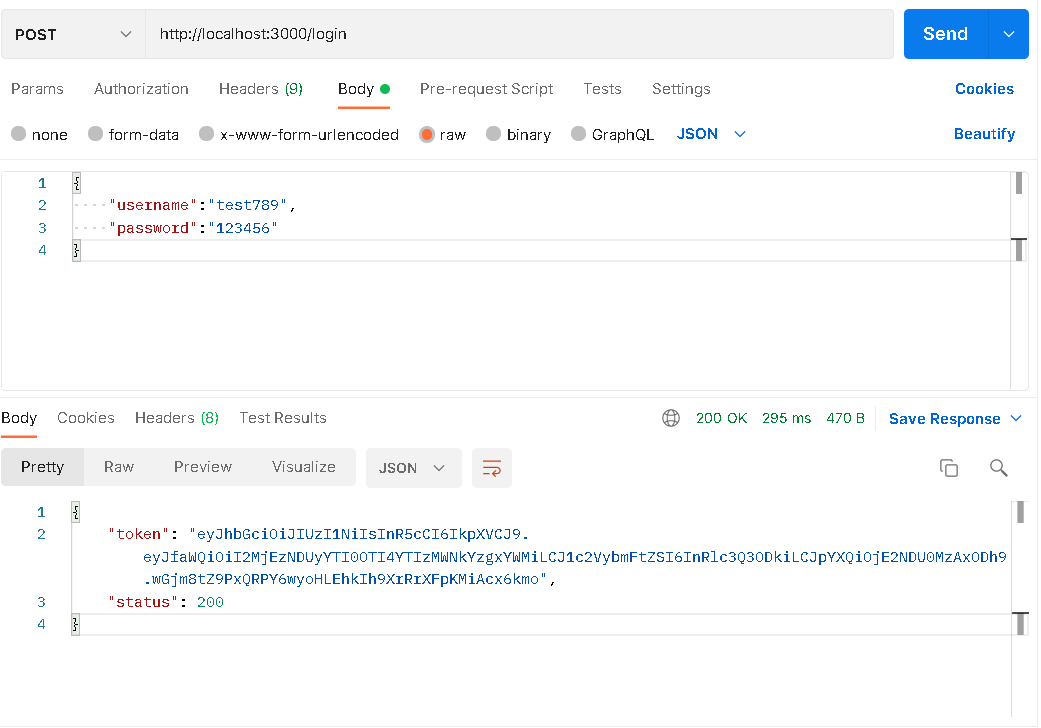 POST http://localhost:3000/login Send
Params Authorization Headers (9) Body Pre-request Script Tests Settings Cookies
none form-data x-www-form-urlencoded raw binary GraphQL JSON Beautify
1 {
2 "username":"test789",
3 "password":"123456"
4 }
Body Cookies Headers (8) Test Results 200 OK 295 ms 470 B Save Response
Pretty Raw Preview Visualize JSON
1 {
2 "token": "eyJhbGciOiJIUzI1NiIsInR5cCI6IkpXVCJ9.
eyJfaWQiOiI2MjEzNDUyYTI0OTI4YTIzMWNkYzgxYWMiLCJ1c2VybmFtZSI6InRlc3Q3ODkiLCJpYXQiOjE2NDU0MzAxODh9
.wGjm8tZ9PxQRPY6wyoHLEhkIh9XrRrXFpKMiAcx6kmo",
3 "status": 200
4 }